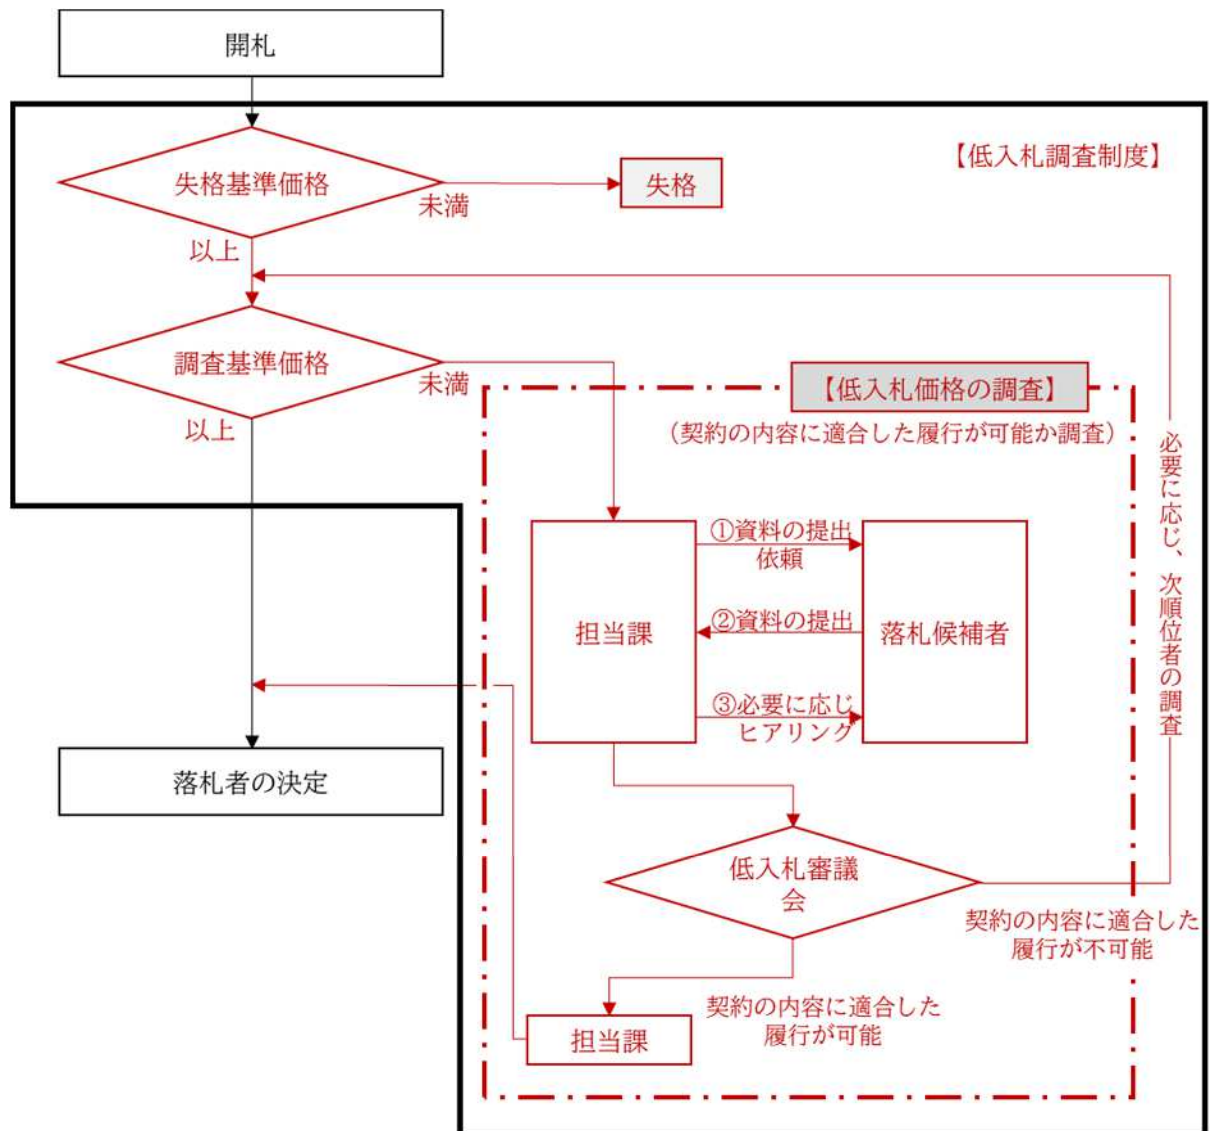 開札
【低入札調査制度】
失格基準価格
未満
失格
以上
調査基準価格
未満
以上
【低入札価格の調査】
（契約の内容に適合した履行が可能か調査）
必要に応じ、次順位者の調査
担当課
①資料の提出
依頼
②資料の提出
③必要に応じ
ヒアリング
落札候補者
落札者の決定
低入札審議
会
契約の内容に適合した
履行が不可能
契約の内容に適合した
履行が可能
担当課